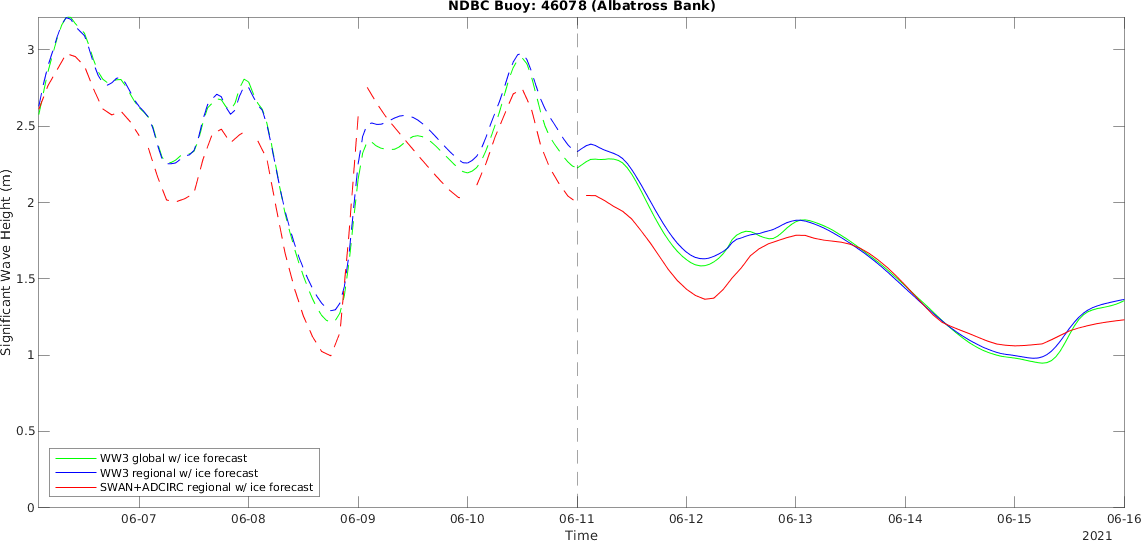 NDBC Buoy: 46078 (Albatross Bank)
Significant Wave Height (m)
3
2.5
2
1.5
1
0.5
0
WW3 global w/ ice forecast
WW3 regional w/ ice forecast
SWAN+ADCIRC regional w/ ice forecast
06-07 06-08 06-09 06-10 06-11 06-12 06-13 06-14 06-15 06-16
Time
2021